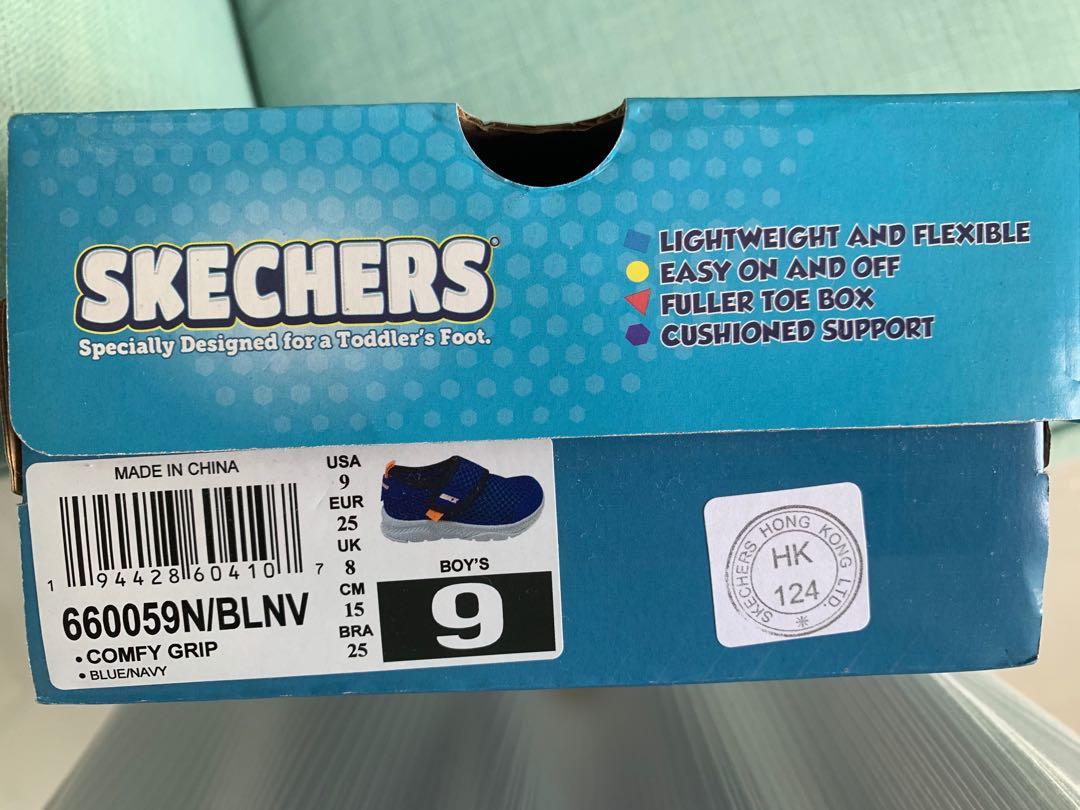 SKECHERS
Specially Designed for a Toddler's Foot.
LIGHTWEIGHT AND FLEXIBLE
EASY ON AND OFF
FULLER TOE BOX
CUSHIONED SUPPORT
MADE IN CHINA
1 94428 60410 7
660059N/BLNV
• COMFY GRIP
• BLUE/NAVY
USA
9
EUR
25
UK
8
CM
15
BRA
25
BOY'S
9
SKECHERS HONG KONG LTD.
HK
124